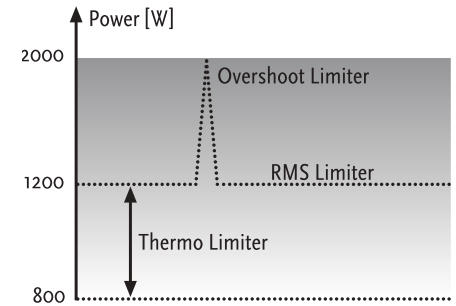 Power [W]
2000
Overshoot Limiter
RMS Limiter
1200
Thermo Limiter
800